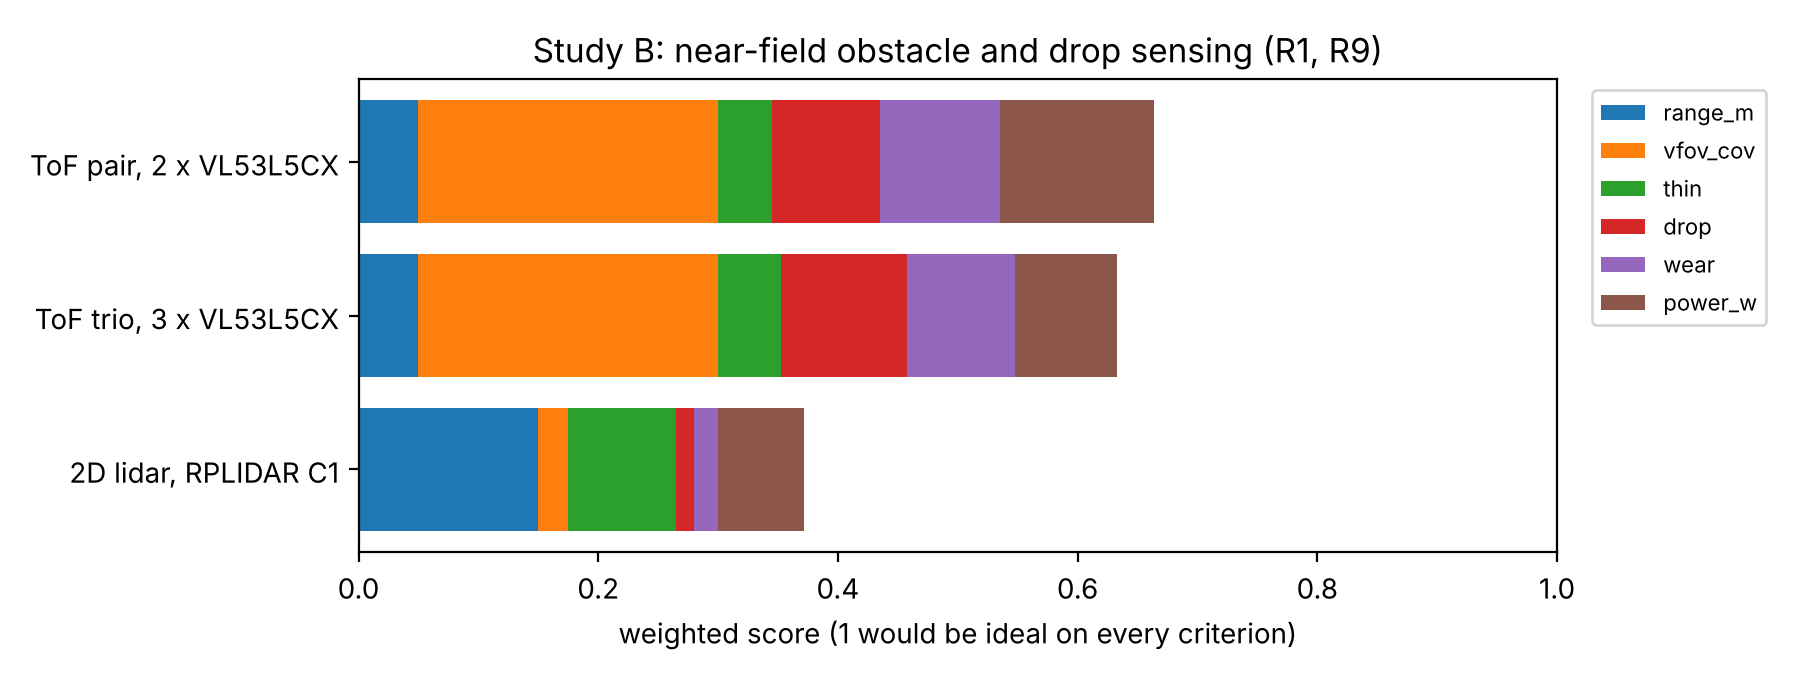 Study B: near-field obstacle and drop sensing (R1, R9)
ToF pair, 2 x VL53L5CX
ToF trio, 3 x VL53L5CX
2D lidar, RPLIDAR C1
0.0 0.2 0.4 0.6 0.8 1.0
weighted score (1 would be ideal on every criterion)
range_m
vfov_cov
thin
drop
wear
power_w